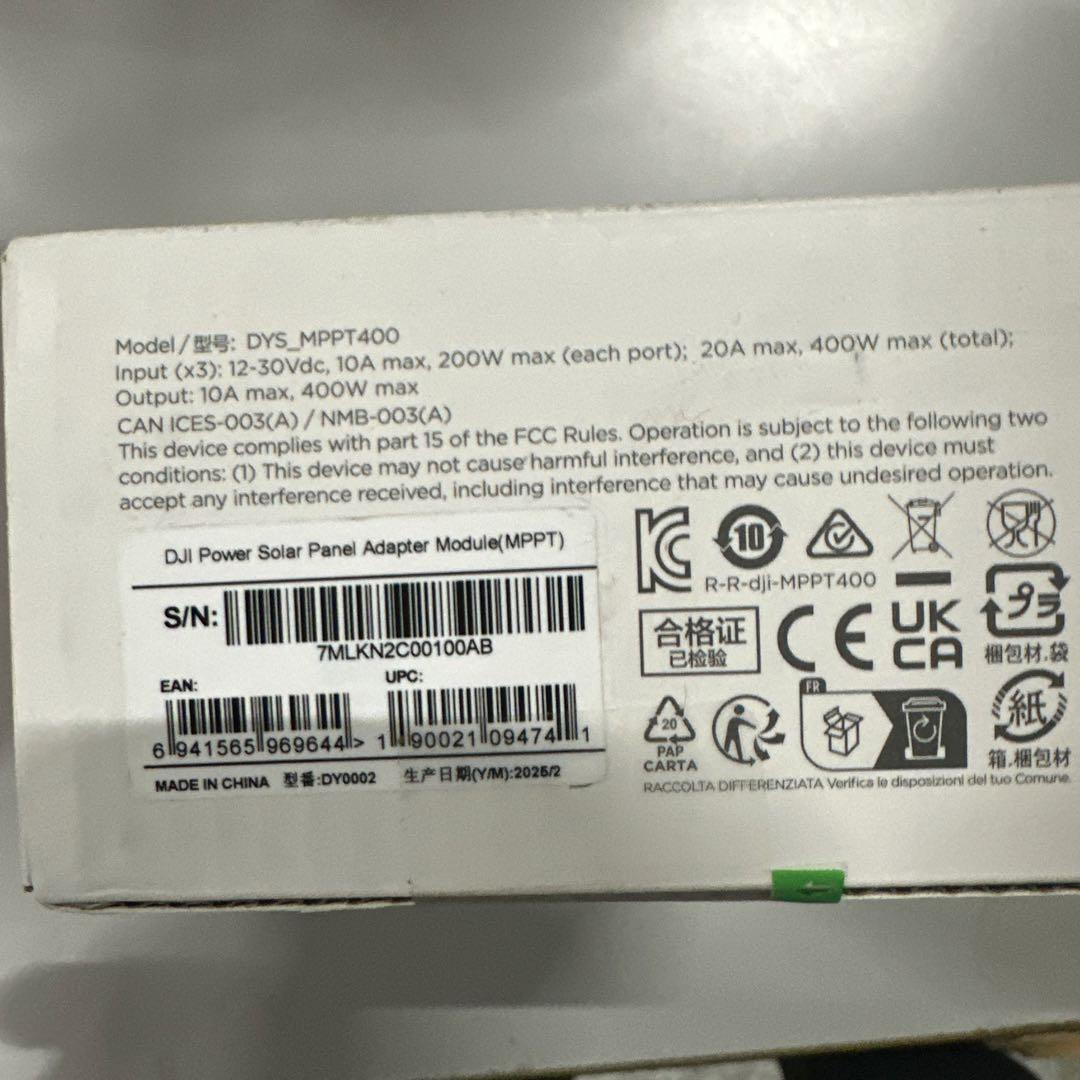 Model/型号: DYS_MPPT400
Input (x3): 12-30Vdc, 10A max, 200W max (each port); 20A max, 400W max (total);
Output: 10A max, 400W max
CAN ICES-003(A) / NMB-003(A)
This device complies with part 15 of the FCC Rules. Operation is subject to the following two
conditions: (1) This device may not cause harmful interference, and (2) this device must
accept any interference received, including interference that may cause undesired operation.
DJI Power Solar Panel Adapter Module(MPPT)
S/N:
7MLKN2C00100AB
EAN:
6 941565 969644 >
UPC:
1 90021 09474 1
MADE IN CHINA 型番:DY0002 生产日期(Y/M):2025/2
10
R-R-dji-MPPT400
合格证
已检验
CE
UK
CA
プラ
梱包材,袋
20
PAP
CARTA
FR
紙
箱,梱包材
RACCOLTA DIFFERENZIATA Verifica le disposizioni del tuo Comune.